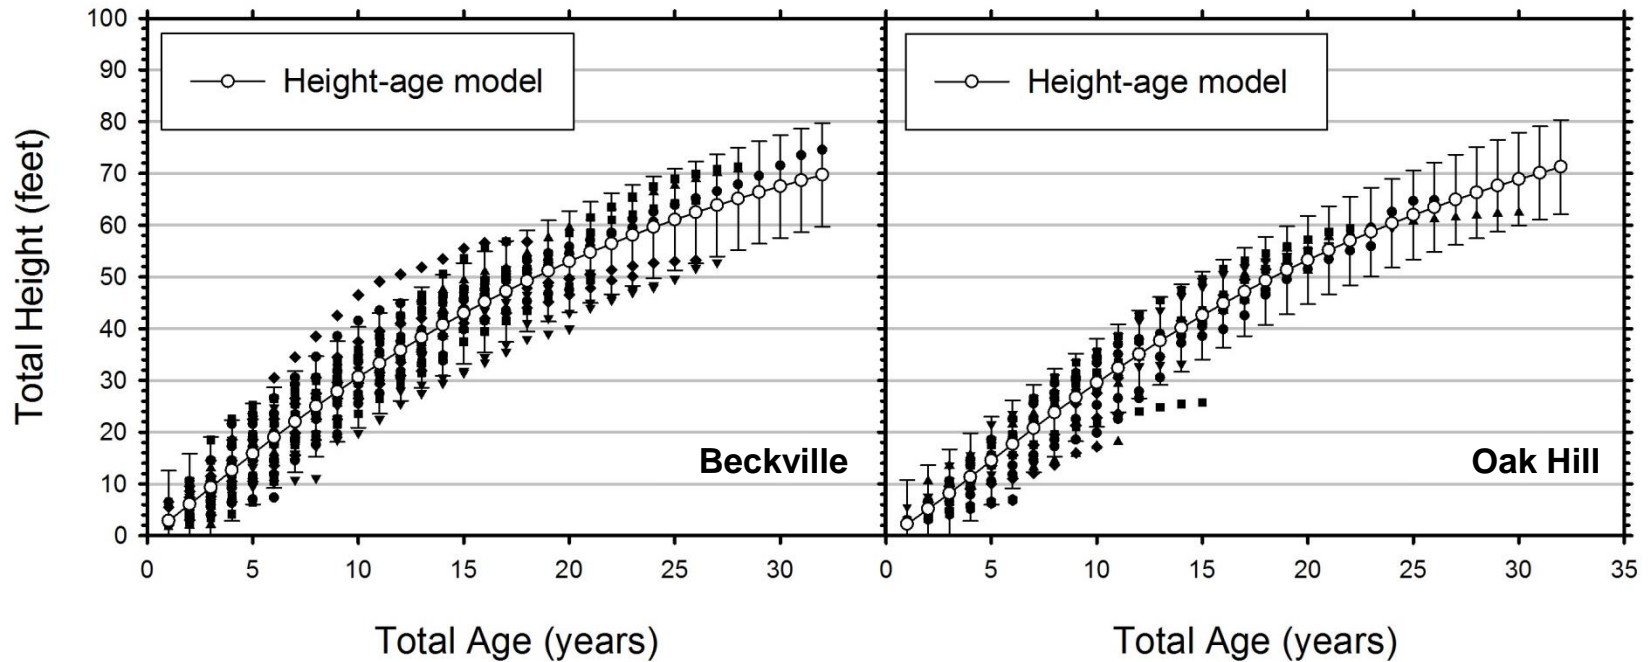 Total Height (feet)
100
90
80
70
60
50
40
30
20
10
0
Height-age model
Beckville
0 5 10 15 20 25 30
Total Age (years)
Height-age model
Oak Hill
0 5 10 15 20 25 30 35
Total Age (years)